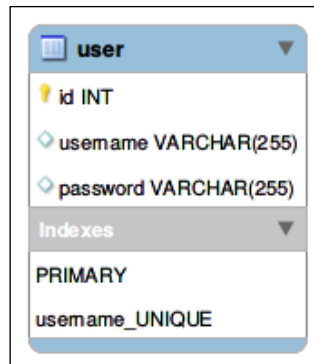 user
id INT
username VARCHAR(255)
password VARCHAR(255)
Indexes
PRIMARY
username_UNIQUE